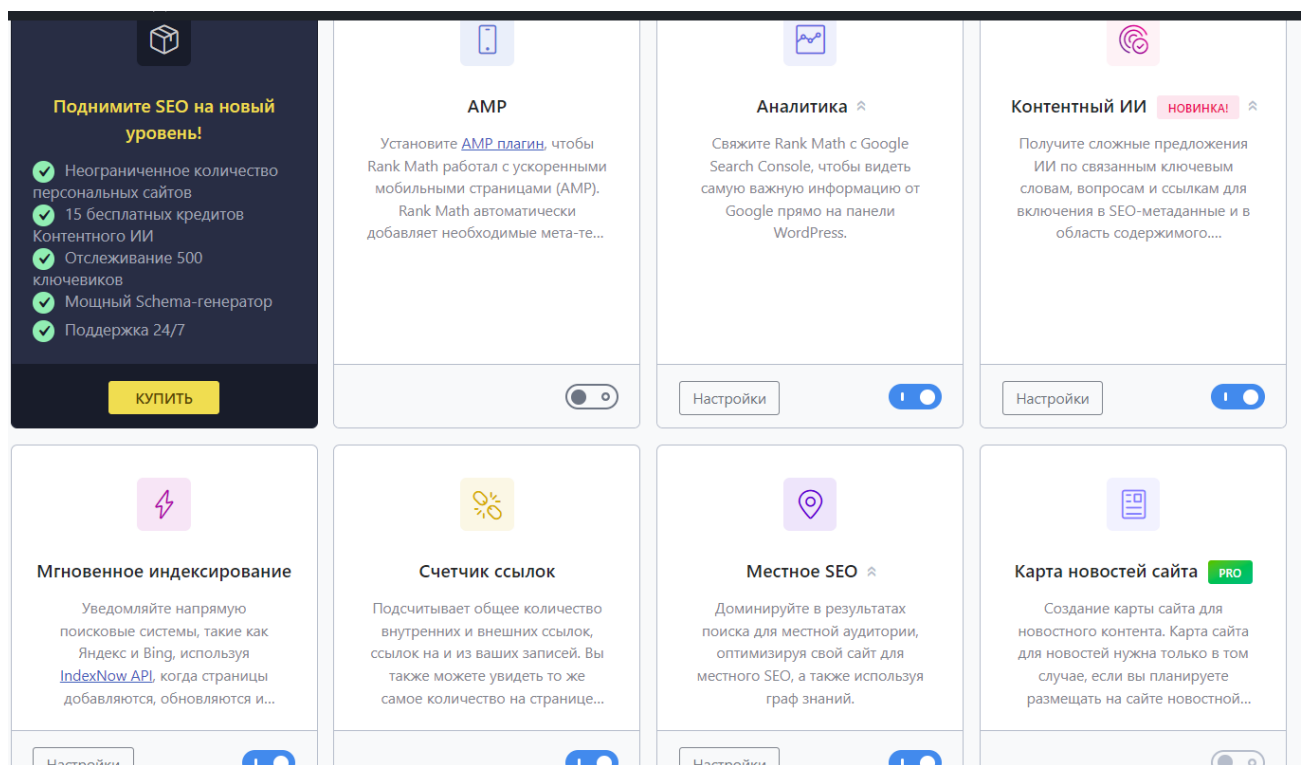 Поднимите SEO на новый
уровень!
Неограниченное количество
персональных сайтов
15 бесплатных кредитов
Контентного ИИ
Отслеживание 500
ключевиков
Мощный Schema-генератор
Поддержка 24/7
КУПИТЬ
AMP
Установите AMP плагин, чтобы
Rank Math работал с ускоренными
мобильными страницами (AMP).
Rank Math автоматически
добавляет необходимые мета-те...
Аналитика
Свяжите Rank Math с Google
Search Console, чтобы видеть
самую важную информацию от
Google прямо на панели
WordPress.
Настройки
Контентный ИИ НОВИНКА!
Получите сложные предложения
ИИ по связанным ключевым
словам, вопросам и ссылкам для
включения в SEO-метаданные и в
область содержимого....
Настройки
Мгновенное индексирование
Уведомляйте напрямую
поисковые системы, такие как
Яндекс и Bing, используя
IndexNow API, когда страницы
добавляются, обновляются и...
Настройки
Счетчик ссылок
Подсчитывает общее количество
внутренних и внешних ссылок,
ссылок на и из ваших записей. Вы
также можете увидеть то же
самое количество на странице...
Местное SEO
Доминируйте в результатах
поиска для местной аудитории,
оптимизируя свой сайт для
местного SEO, а также используя
граф знаний.
Настройки
Карта новостей сайта PRO
Создание карты сайта для
новостного контента. Карта сайта
для новостей нужна только в том
случае, если вы планируете
размещать на сайте новостной...